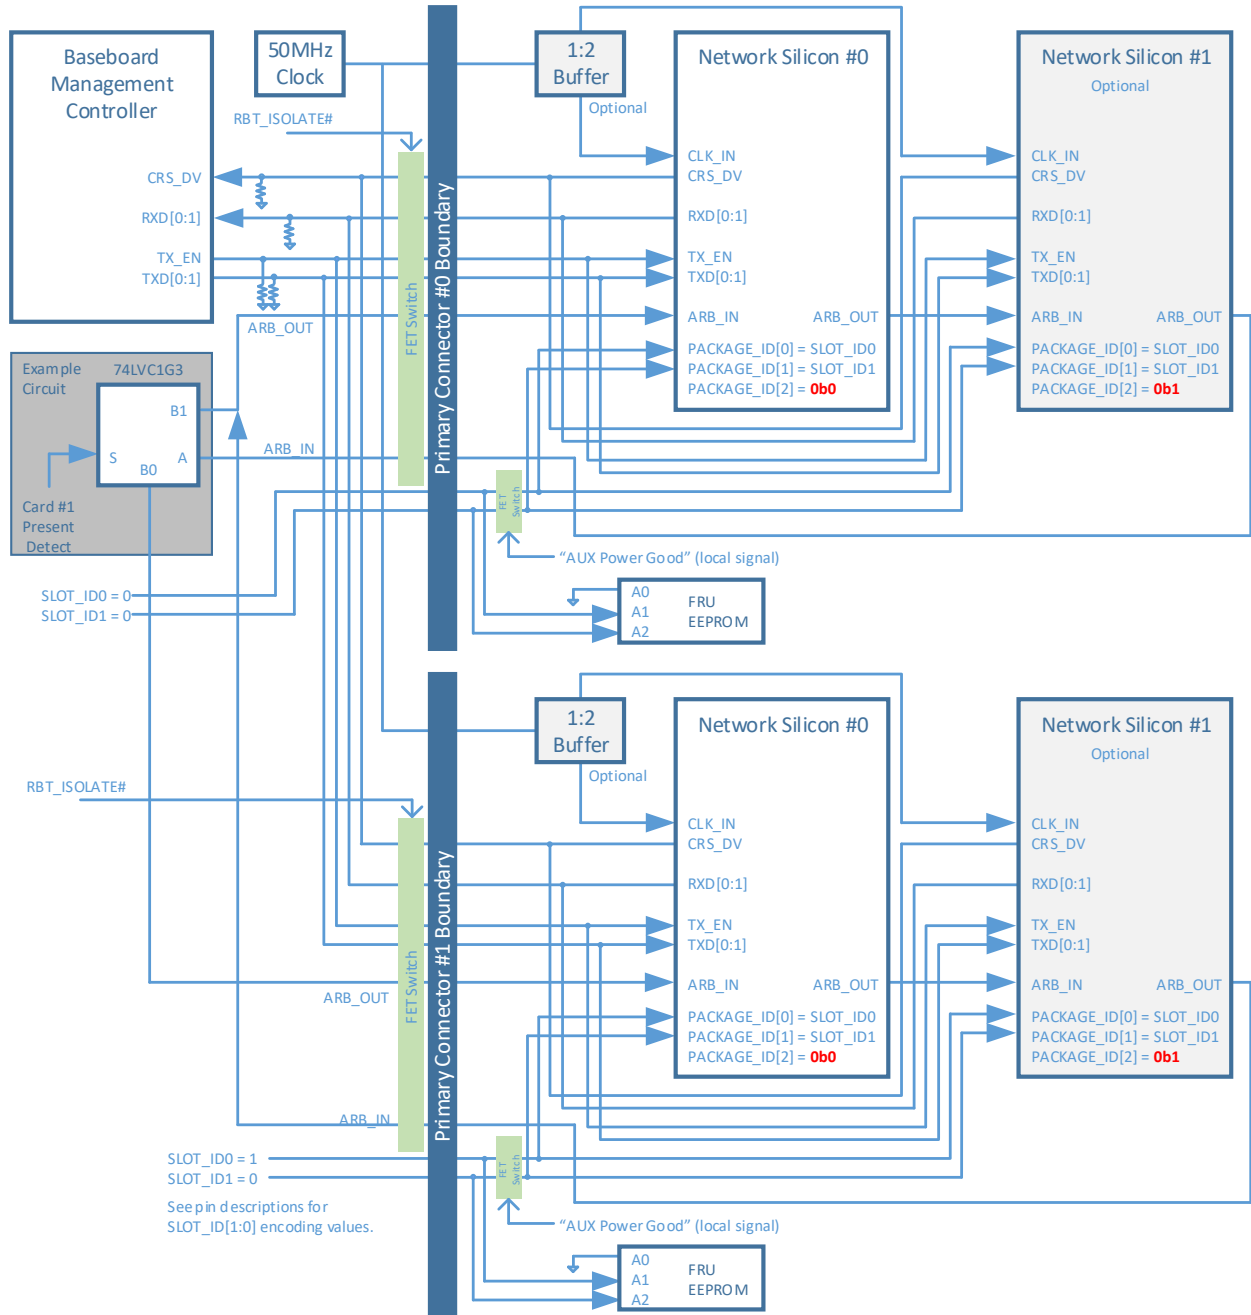 Baseboard
Management
Controller
CRS_DV
RXD[0:1]
TX_EN
TXD[0:1]
50MHz
Clock
RBT_ISOLATE#
ARB_OUT
Example
Circuit
74LVC1G3
B1
S
A
B0
ARB_IN
Card #1
Present
Detect
SLOT_ID0 = 0
SLOT_ID1 = 0
FET Switch
Primary Connector #0 Boundary
1:2
Buffer
Optional
Network Silicon #0
CLK_IN
CRS_DV
RXD[0:1]
TX_EN
TXD[0:1]
ARB_IN
ARB_OUT
PACKAGE_ID[0] = SLOT_ID0
PACKAGE_ID[1] = SLOT_ID1
PACKAGE_ID[2] = 0b0
Network Silicon #1
Optional
CLK_IN
CRS_DV
RXD[0:1]
TX_EN
TXD[0:1]
ARB_IN
ARB_OUT
PACKAGE_ID[0] = SLOT_ID0
PACKAGE_ID[1] = SLOT_ID1
PACKAGE_ID[2] = 0b1
FET
Switch
“AUX Power Good” (local signal)
A0
A1
A2
FRU
EEPROM
RBT_ISOLATE#
ARB_OUT
ARB_IN
SLOT_ID0 = 1
SLOT_ID1 = 0
See pin descriptions for
SLOT_ID[1:0] encoding values.
FET Switch
Primary Connector #1 Boundary
1:2
Buffer
Optional
Network Silicon #0
CLK_IN
CRS_DV
RXD[0:1]
TX_EN
TXD[0:1]
ARB_IN
ARB_OUT
PACKAGE_ID[0] = SLOT_ID0
PACKAGE_ID[1] = SLOT_ID1
PACKAGE_ID[2] = 0b0
Network Silicon #1
Optional
CLK_IN
CRS_DV
RXD[0:1]
TX_EN
TXD[0:1]
ARB_IN
ARB_OUT
PACKAGE_ID[0] = SLOT_ID0
PACKAGE_ID[1] = SLOT_ID1
PACKAGE_ID[2] = 0b1
FET
Switch
“AUX Power Good” (local signal)
A0
A1
A2
FRU
EEPROM